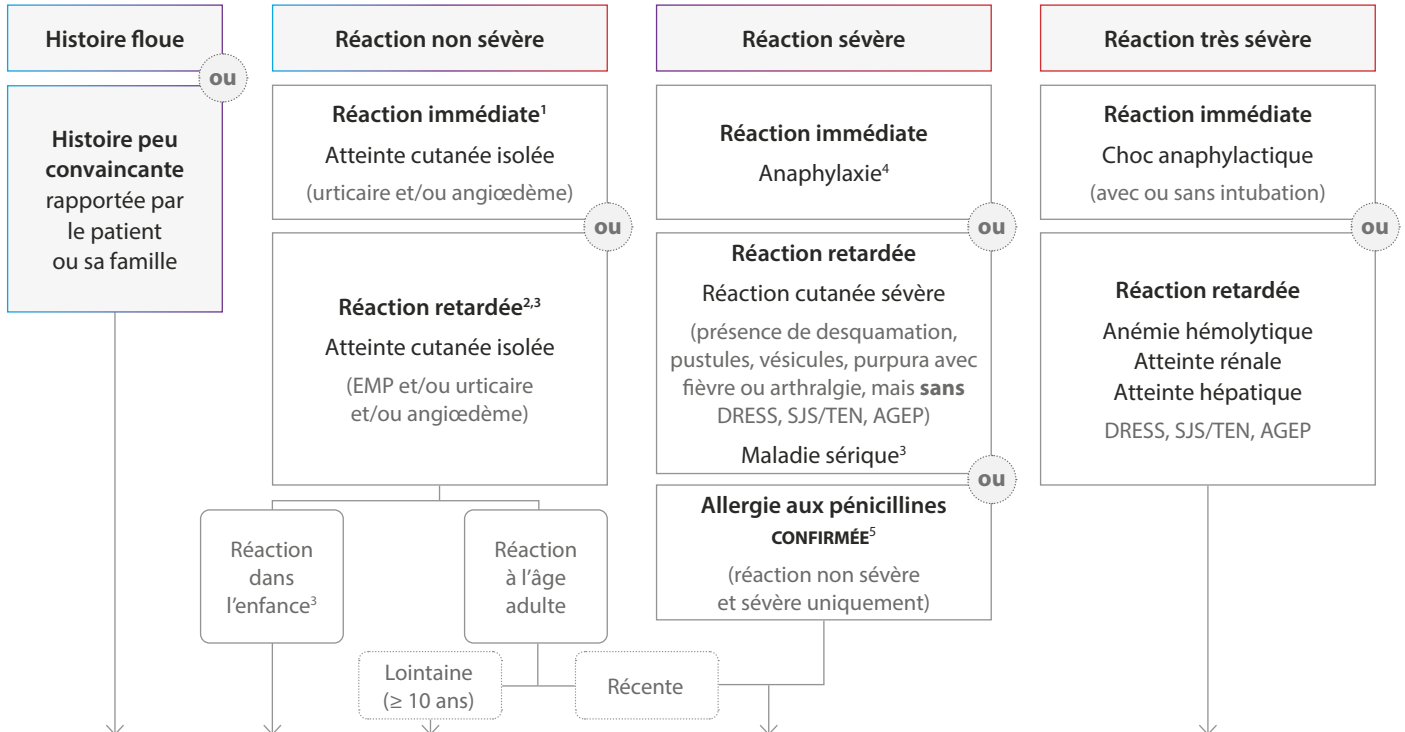 Histoire floue
ou
Histoire peu
convaincante
rapportée par
le patient
ou sa famille
Réaction non sévère
Réaction immédiate¹
Atteinte cutanée isolée
(urticaire et/ou angiœdème)
ou
Réaction retardée²,³
Atteinte cutanée isolée
(EMP et/ou urticaire
et/ou angiœdème)
Réaction
dans
l'enfance³
Réaction
à l'âge
adulte
Lointaine
(≥ 10 ans)
Récente
Réaction sévère
Réaction immédiate
Anaphylaxie⁴
ou
Réaction retardée
Réaction cutanée sévère
(présence de desquamation,
pustules, vésicules, purpura avec
fièvre ou arthralgie, mais sans
DRESS, SJS/TEN, AGEP)
Maladie sérique³
ou
Allergie aux pénicillines
CONFIRMÉE⁵
(réaction non sévère
et sévère uniquement)
Réaction très sévère
Réaction immédiate
Choc anaphylactique
(avec ou sans intubation)
ou
Réaction retardée
Anémie hémolytique
Atteinte rénale
Atteinte hépatique
DRESS, SJS/TEN, AGEP